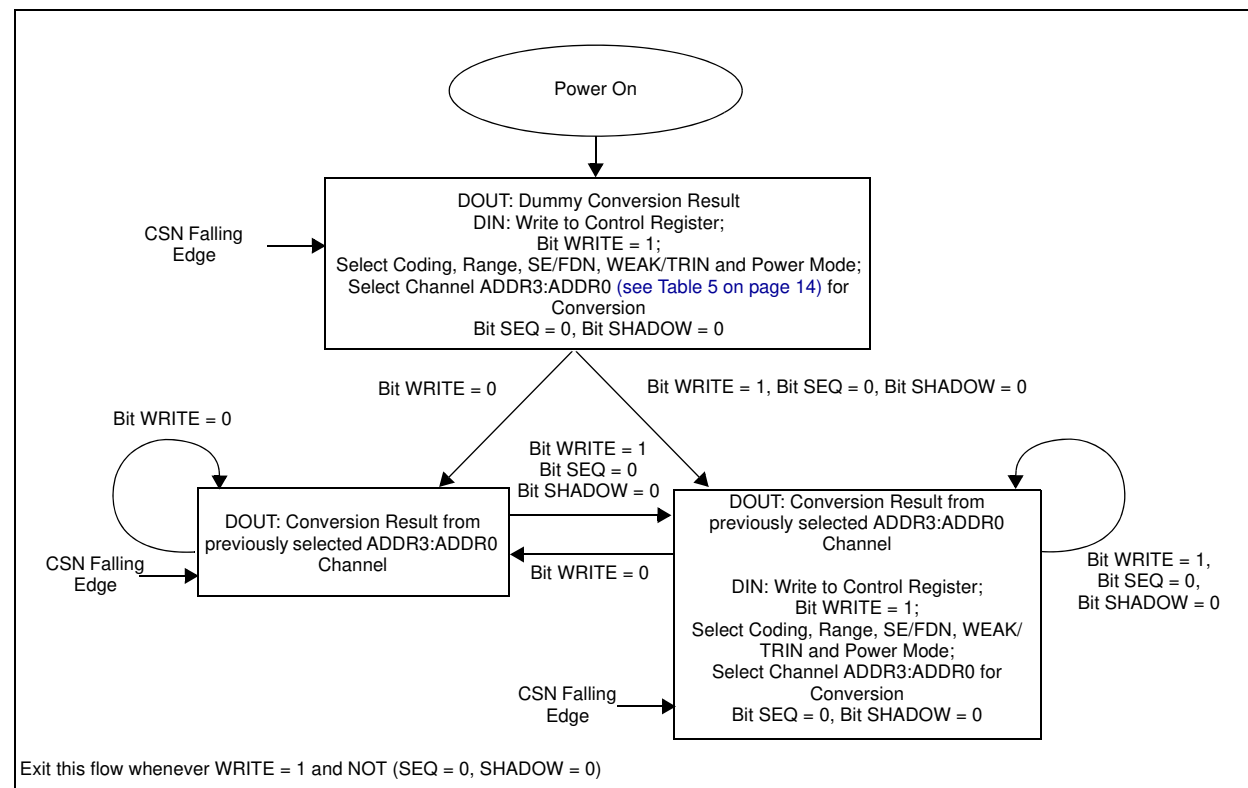 Power On
DOUT: Dummy Conversion Result
DIN: Write to Control Register;
Bit WRITE = 1;
Select Coding, Range, SE/FDN, WEAK/TRIN and Power Mode;
Select Channel ADDR3:ADDR0 (see Table 5 on page 14) for
Conversion
Bit SEQ = 0, Bit SHADOW = 0
CSN Falling
Edge
Bit WRITE = 0
Bit WRITE = 1, Bit SEQ = 0, Bit SHADOW = 0
Bit WRITE = 0
Bit WRITE = 1
Bit SEQ = 0
Bit SHADOW = 0
DOUT: Conversion Result from
previously selected ADDR3:ADDR0
Channel
CSN Falling
Edge
Bit WRITE = 0
DOUT: Conversion Result from
previously selected ADDR3:ADDR0
Channel
DIN: Write to Control Register;
Bit WRITE = 1;
Select Coding, Range, SE/FDN, WEAK/
TRIN and Power Mode;
Select Channel ADDR3:ADDR0 for
Conversion
Bit SEQ = 0, Bit SHADOW = 0
Bit WRITE = 1,
Bit SEQ = 0,
Bit SHADOW = 0
CSN Falling
Edge
Exit this flow whenever WRITE = 1 and NOT (SEQ = 0, SHADOW = 0)